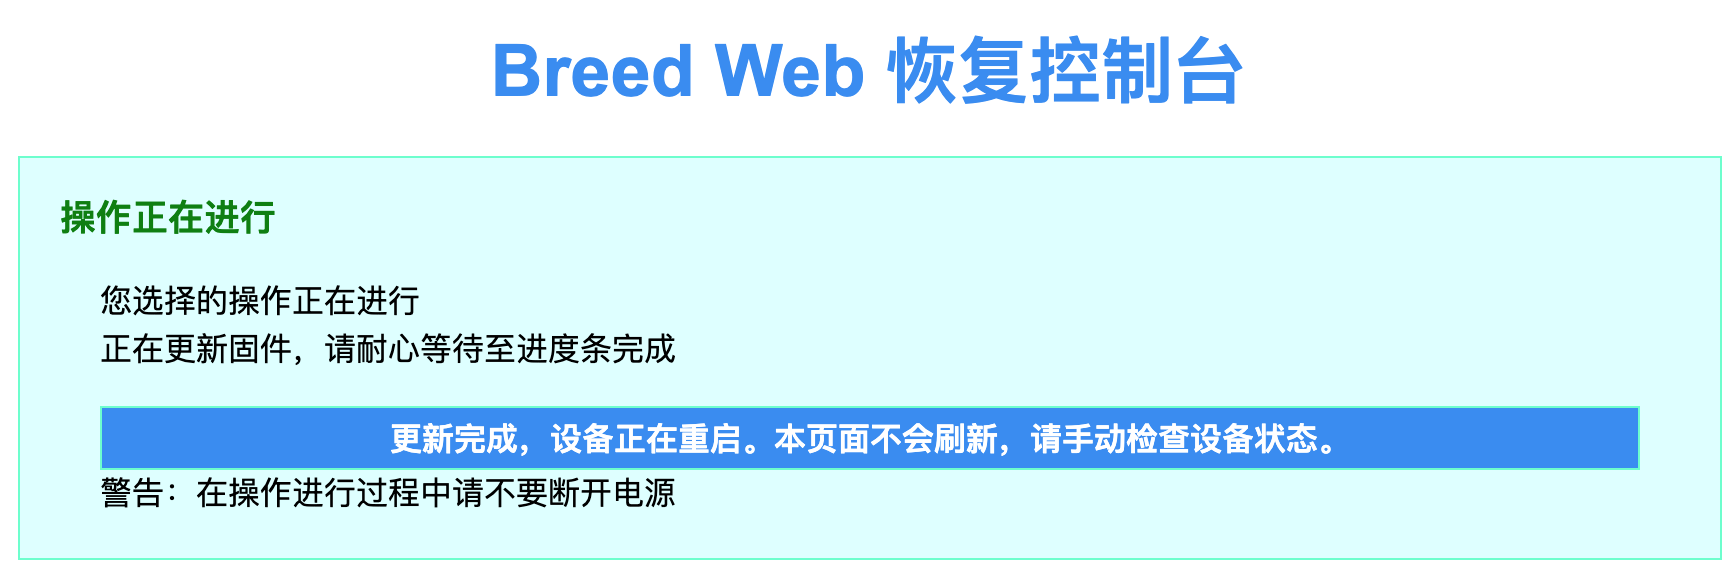 Breed Web 恢复控制台
操作正在进行
您选择的操作正在进行
正在更新固件，请耐心等待至进度条完成
更新完成，设备正在重启。本页面不会刷新，请手动检查设备状态。
警告：在操作进行过程中请不要断开电源